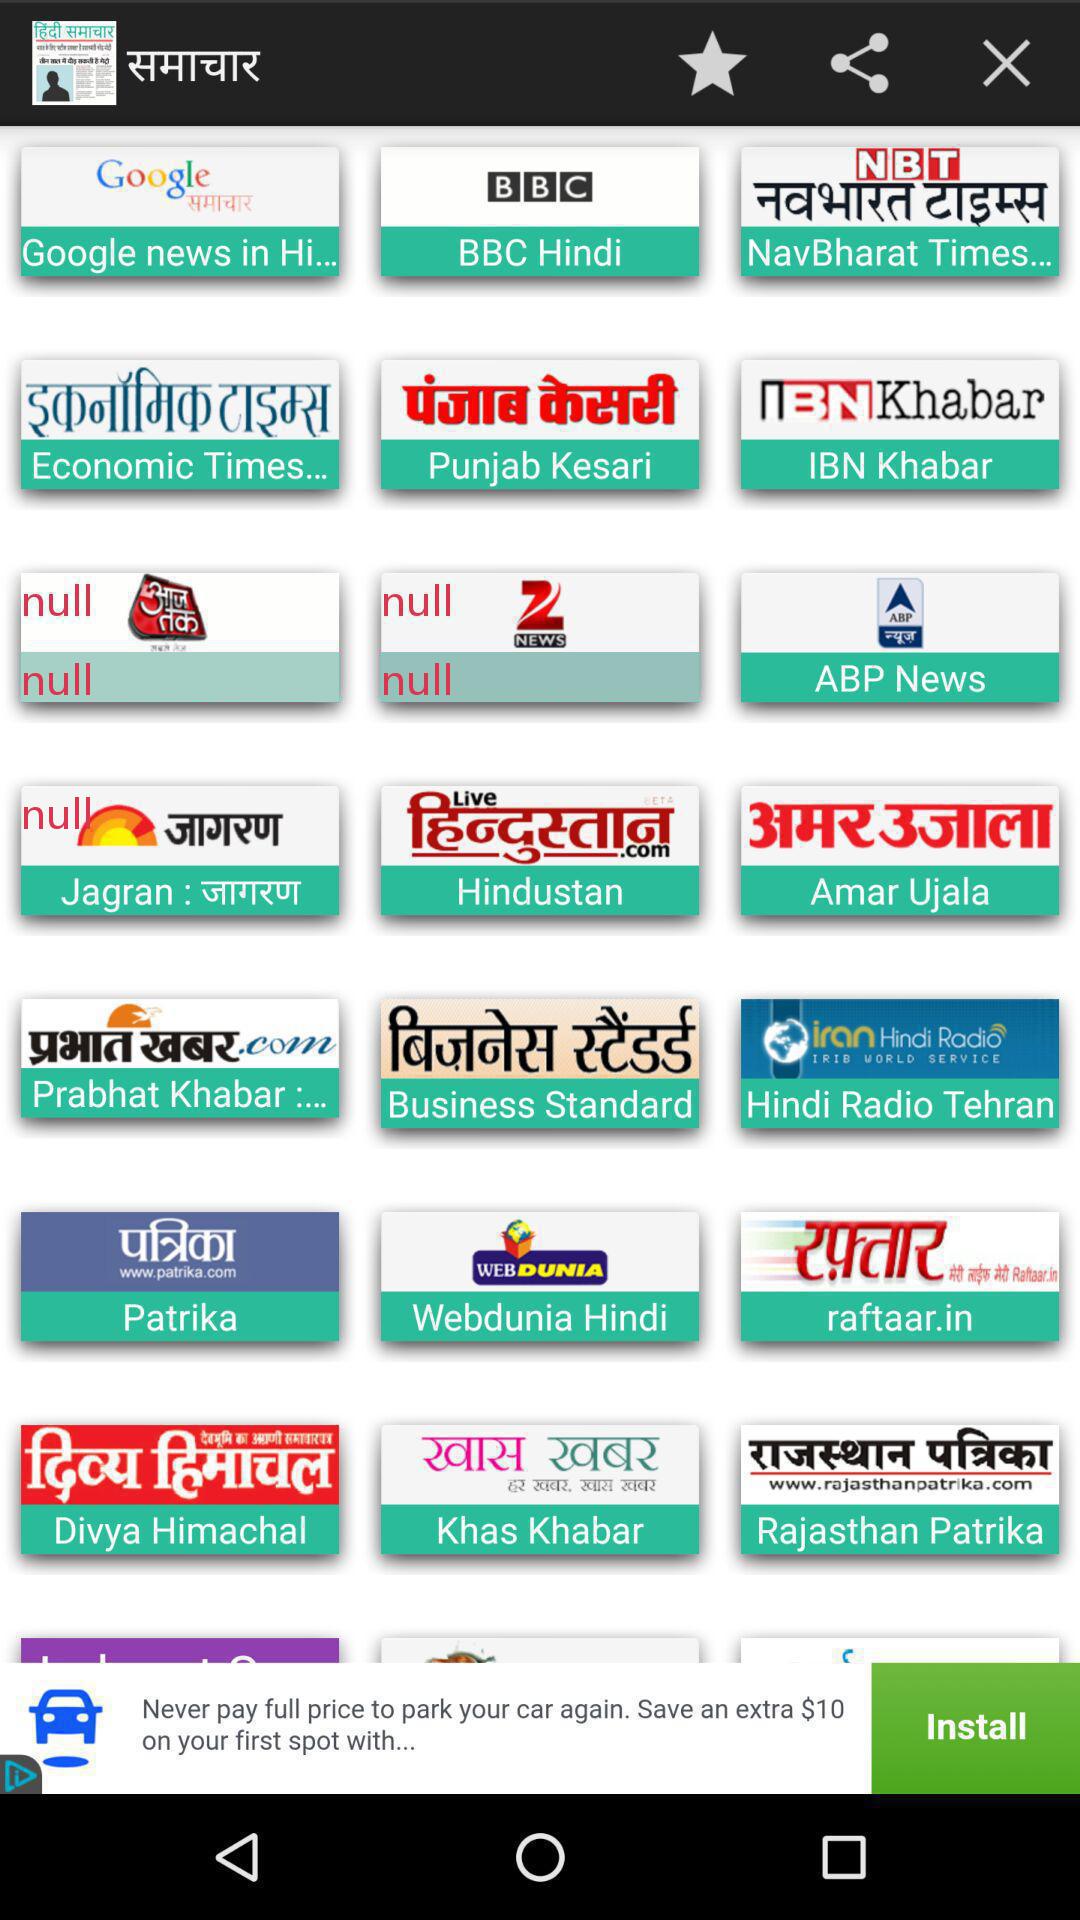 हिंदी समाचार
समाचार
Google
समाचार
Google news in Hi...
BBC
BBC Hindi
NBT
नवभारत टाइम्स
NavBharat Times...
इकनॉमिक टाइम्स
Economic Times...
पंजाब केसरी
Punjab Kesari
IBNKhabar
IBN Khabar
null
आज
तक
सबसे तेज
null
null
Z
NEWS
null
ABP
न्यूज़
ABP News
null
जागरण
Jagran : जागरण
Live
BETA
हिन्दुस्तान
.com
Hindustan
अमर उजाला
Amar Ujala
प्रभात खबर.com
Prabhat Khabar :...
बिज़नेस स्टैंडर्ड
Business Standard
iran Hindi Radio
IRIB WORLD SERVICE
Hindi Radio Tehran
पत्रिका
www.patrika.com
Patrika
WEBDUNIA
Webdunia Hindi
रफ़्तार
मेरी लाईफ मेरी Raftaar.in
raftaar.in
देवभूमि का अग्रणी समाचारपत्र
दिव्य हिमाचल
Divya Himachal
खास खबर
हर खबर, खास खबर
Khas Khabar
राजस्थान पत्रिका
www.rajasthanpatrika.com
Rajasthan Patrika
Never pay full price to park your car again. Save an extra $10
on your first spot with...
Install